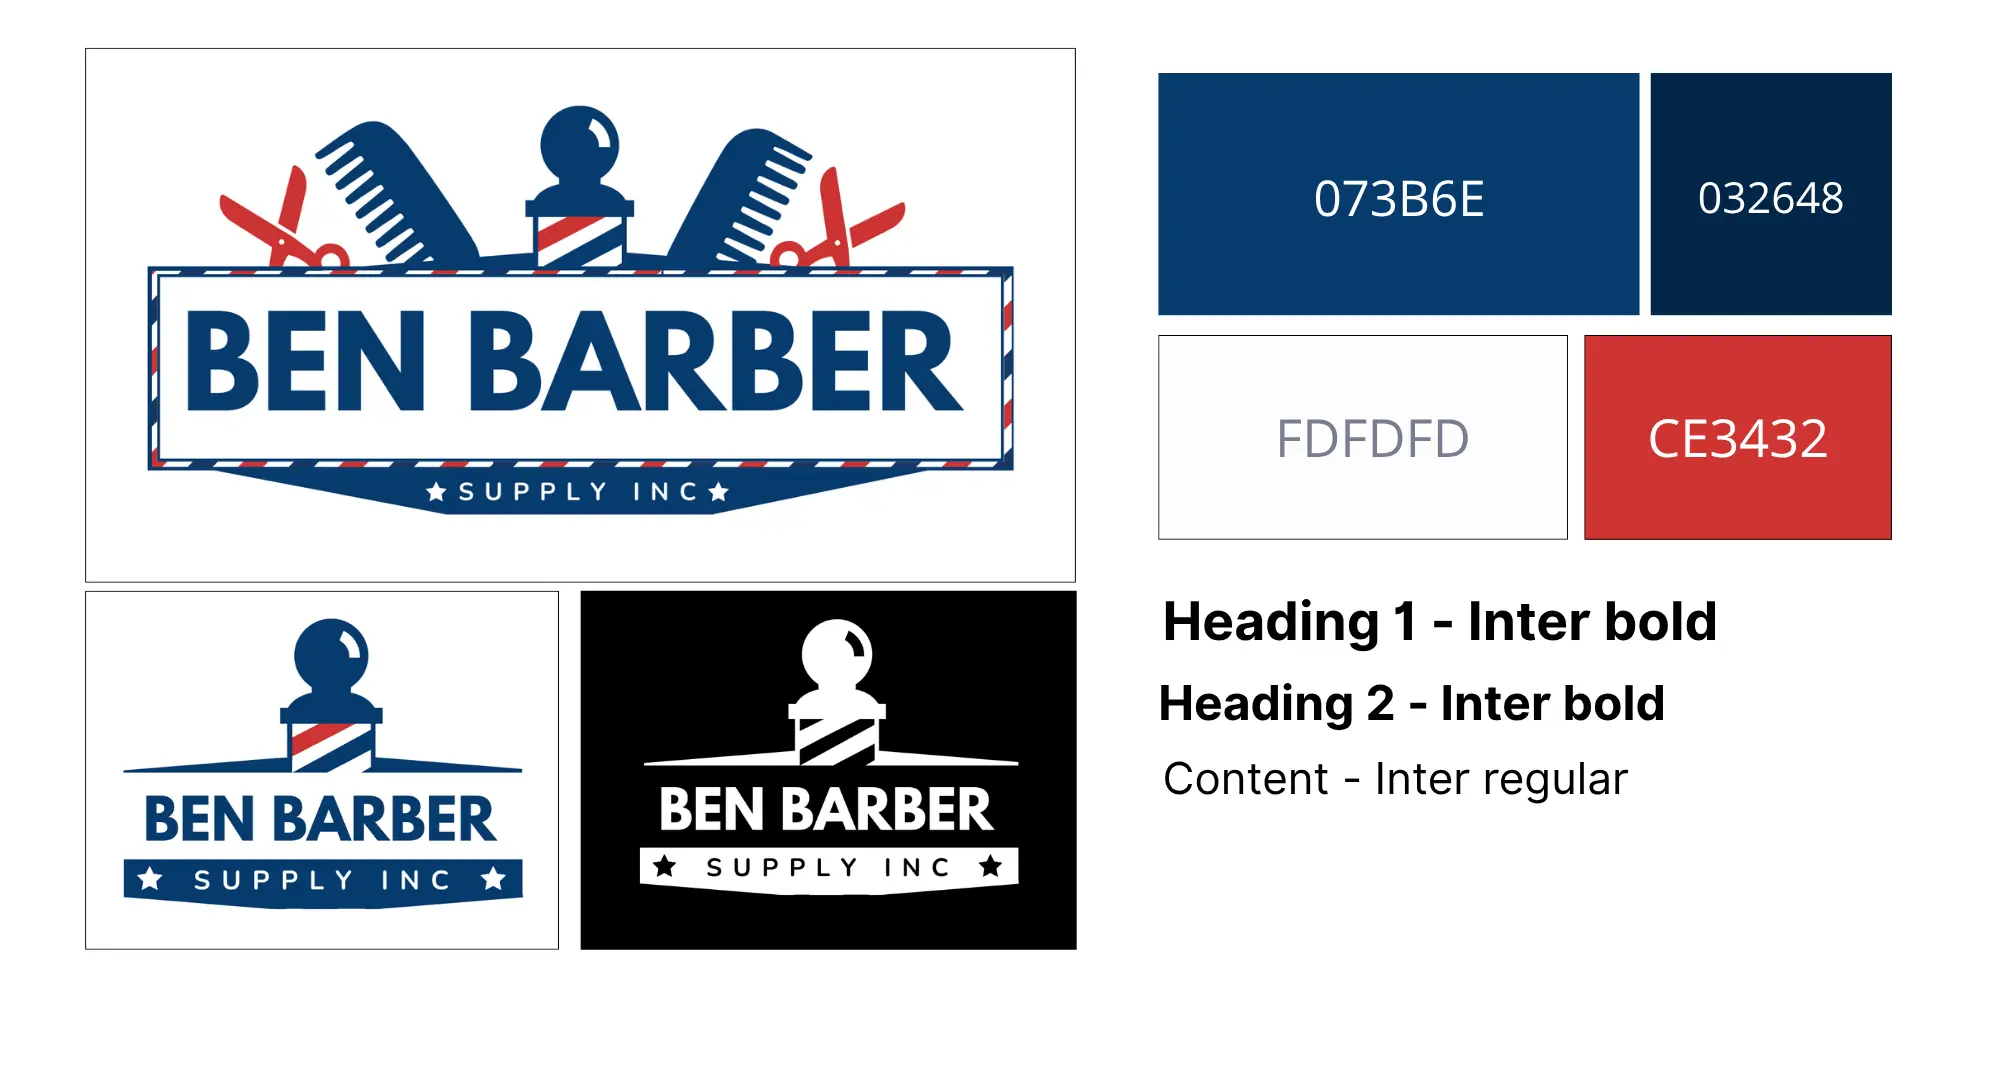 BEN BARBER
SUPPLY INC
BEN BARBER
SUPPLY INC
BEN BARBER
SUPPLY INC
073B6E
032648
FDFDFD
CE3432
Heading 1 - Inter bold
Heading 2 - Inter bold
Content - Inter regular